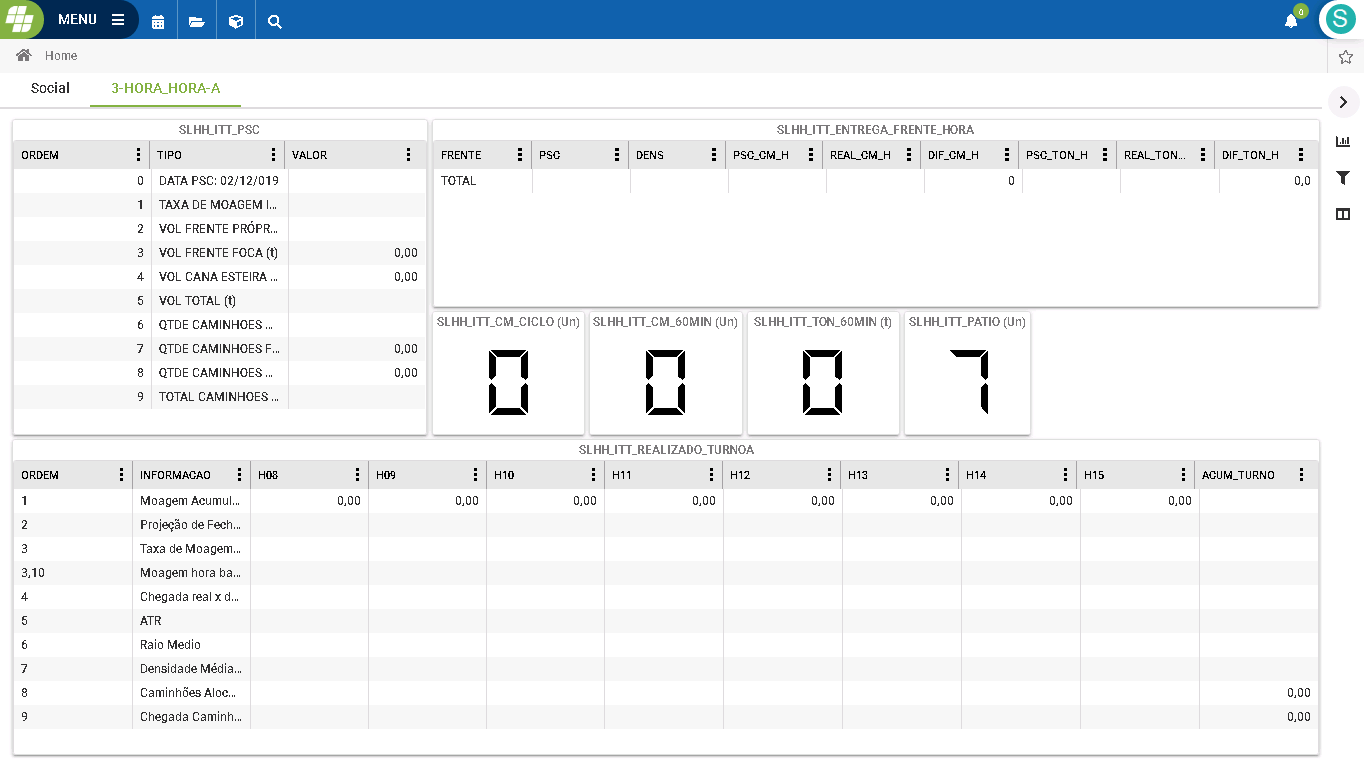 MENU
0
S
Home
Social 3-HORA_HORA-A
SLHH_ITT_PSC
ORDEM TIPO VALOR
0 DATA PSC: 02/12/019
1 TAXA DE MOAGEM I...
2 VOL FRENTE PRÓPR...
3 VOL FRENTE FOCA (t) 0,00
4 VOL CANA ESTEIRA ... 0,00
5 VOL TOTAL (t)
6 QTDE CAMINHOES ...
7 QTDE CAMINHOES F... 0,00
8 QTDE CAMINHOES ... 0,00
9 TOTAL CAMINHOES ...
SLHH_ITT_ENTREGA_FRENTE_HORA
FRENTE PSC DENS PSC_CM_H REAL_CM_H DIF_CM_H PSC_TON_H REAL_TON... DIF_TON_H
TOTAL 0 0,0
SLHH_ITT_CM_CICLO (Un) SLHH_ITT_CM_60MIN (Un) SLHH_ITT_TON_60MIN (t) SLHH_ITT_PATIO (Un)
0 0 0 7
SLHH_ITT_REALIZADO_TURNOA
ORDEM INFORMACAO H08 H09 H10 H11 H12 H13 H14 H15 ACUM_TURNO
1 Moagem Acumul... 0,00 0,00 0,00 0,00 0,00 0,00 0,00 0,00
2 Projeção de Fech...
3 Taxa de Moagem...
3,10 Moagem hora ba...
4 Chegada real x d...
5 ATR
6 Raio Medio
7 Densidade Média...
8 Caminhões Aloc... 0,00
9 Chegada Caminh... 0,00